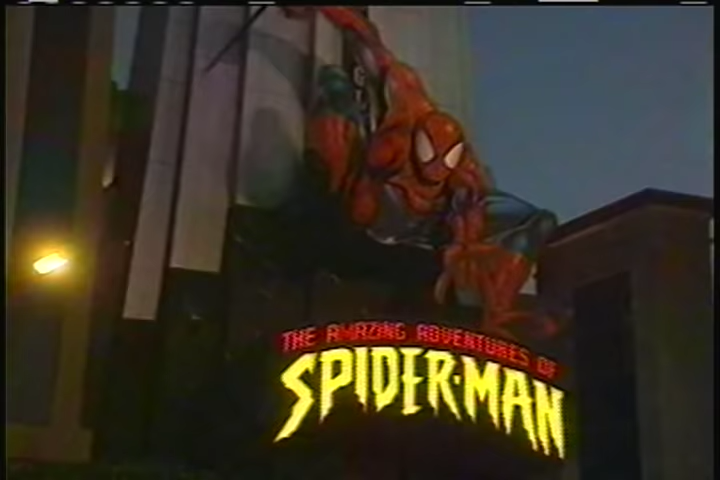 THE AMAZING ADVENTURES OF
SPIDER-MAN